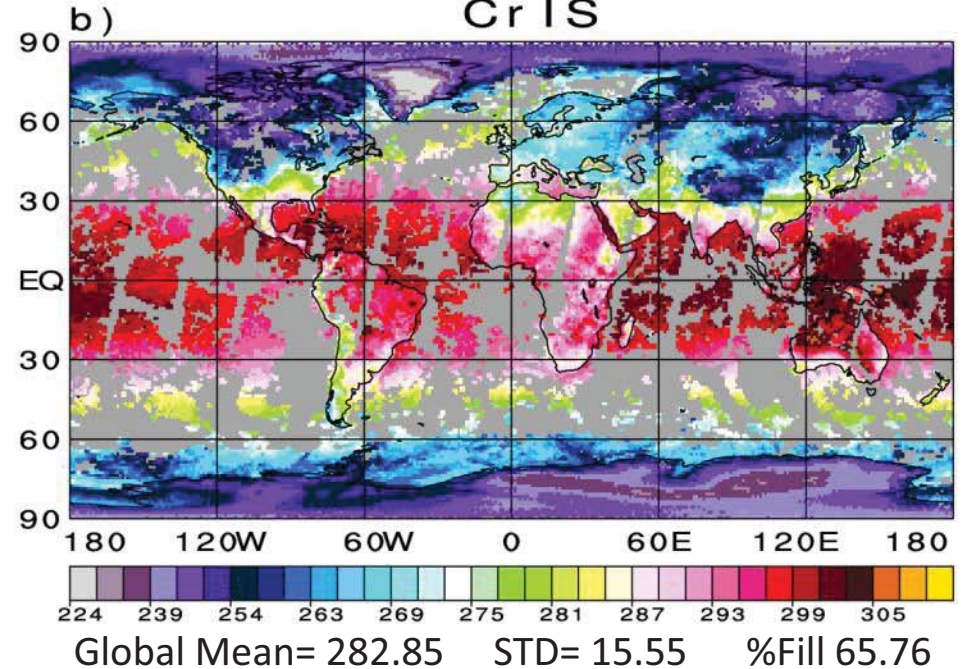 b) CrIS
90
60
30
EQ
30
60
90
180 120W 60W 0 60E 120E 180
224 239 254 263 269 275 281 287 293 299 305
Global Mean= 282.85 STD= 15.55 %Fill 65.76